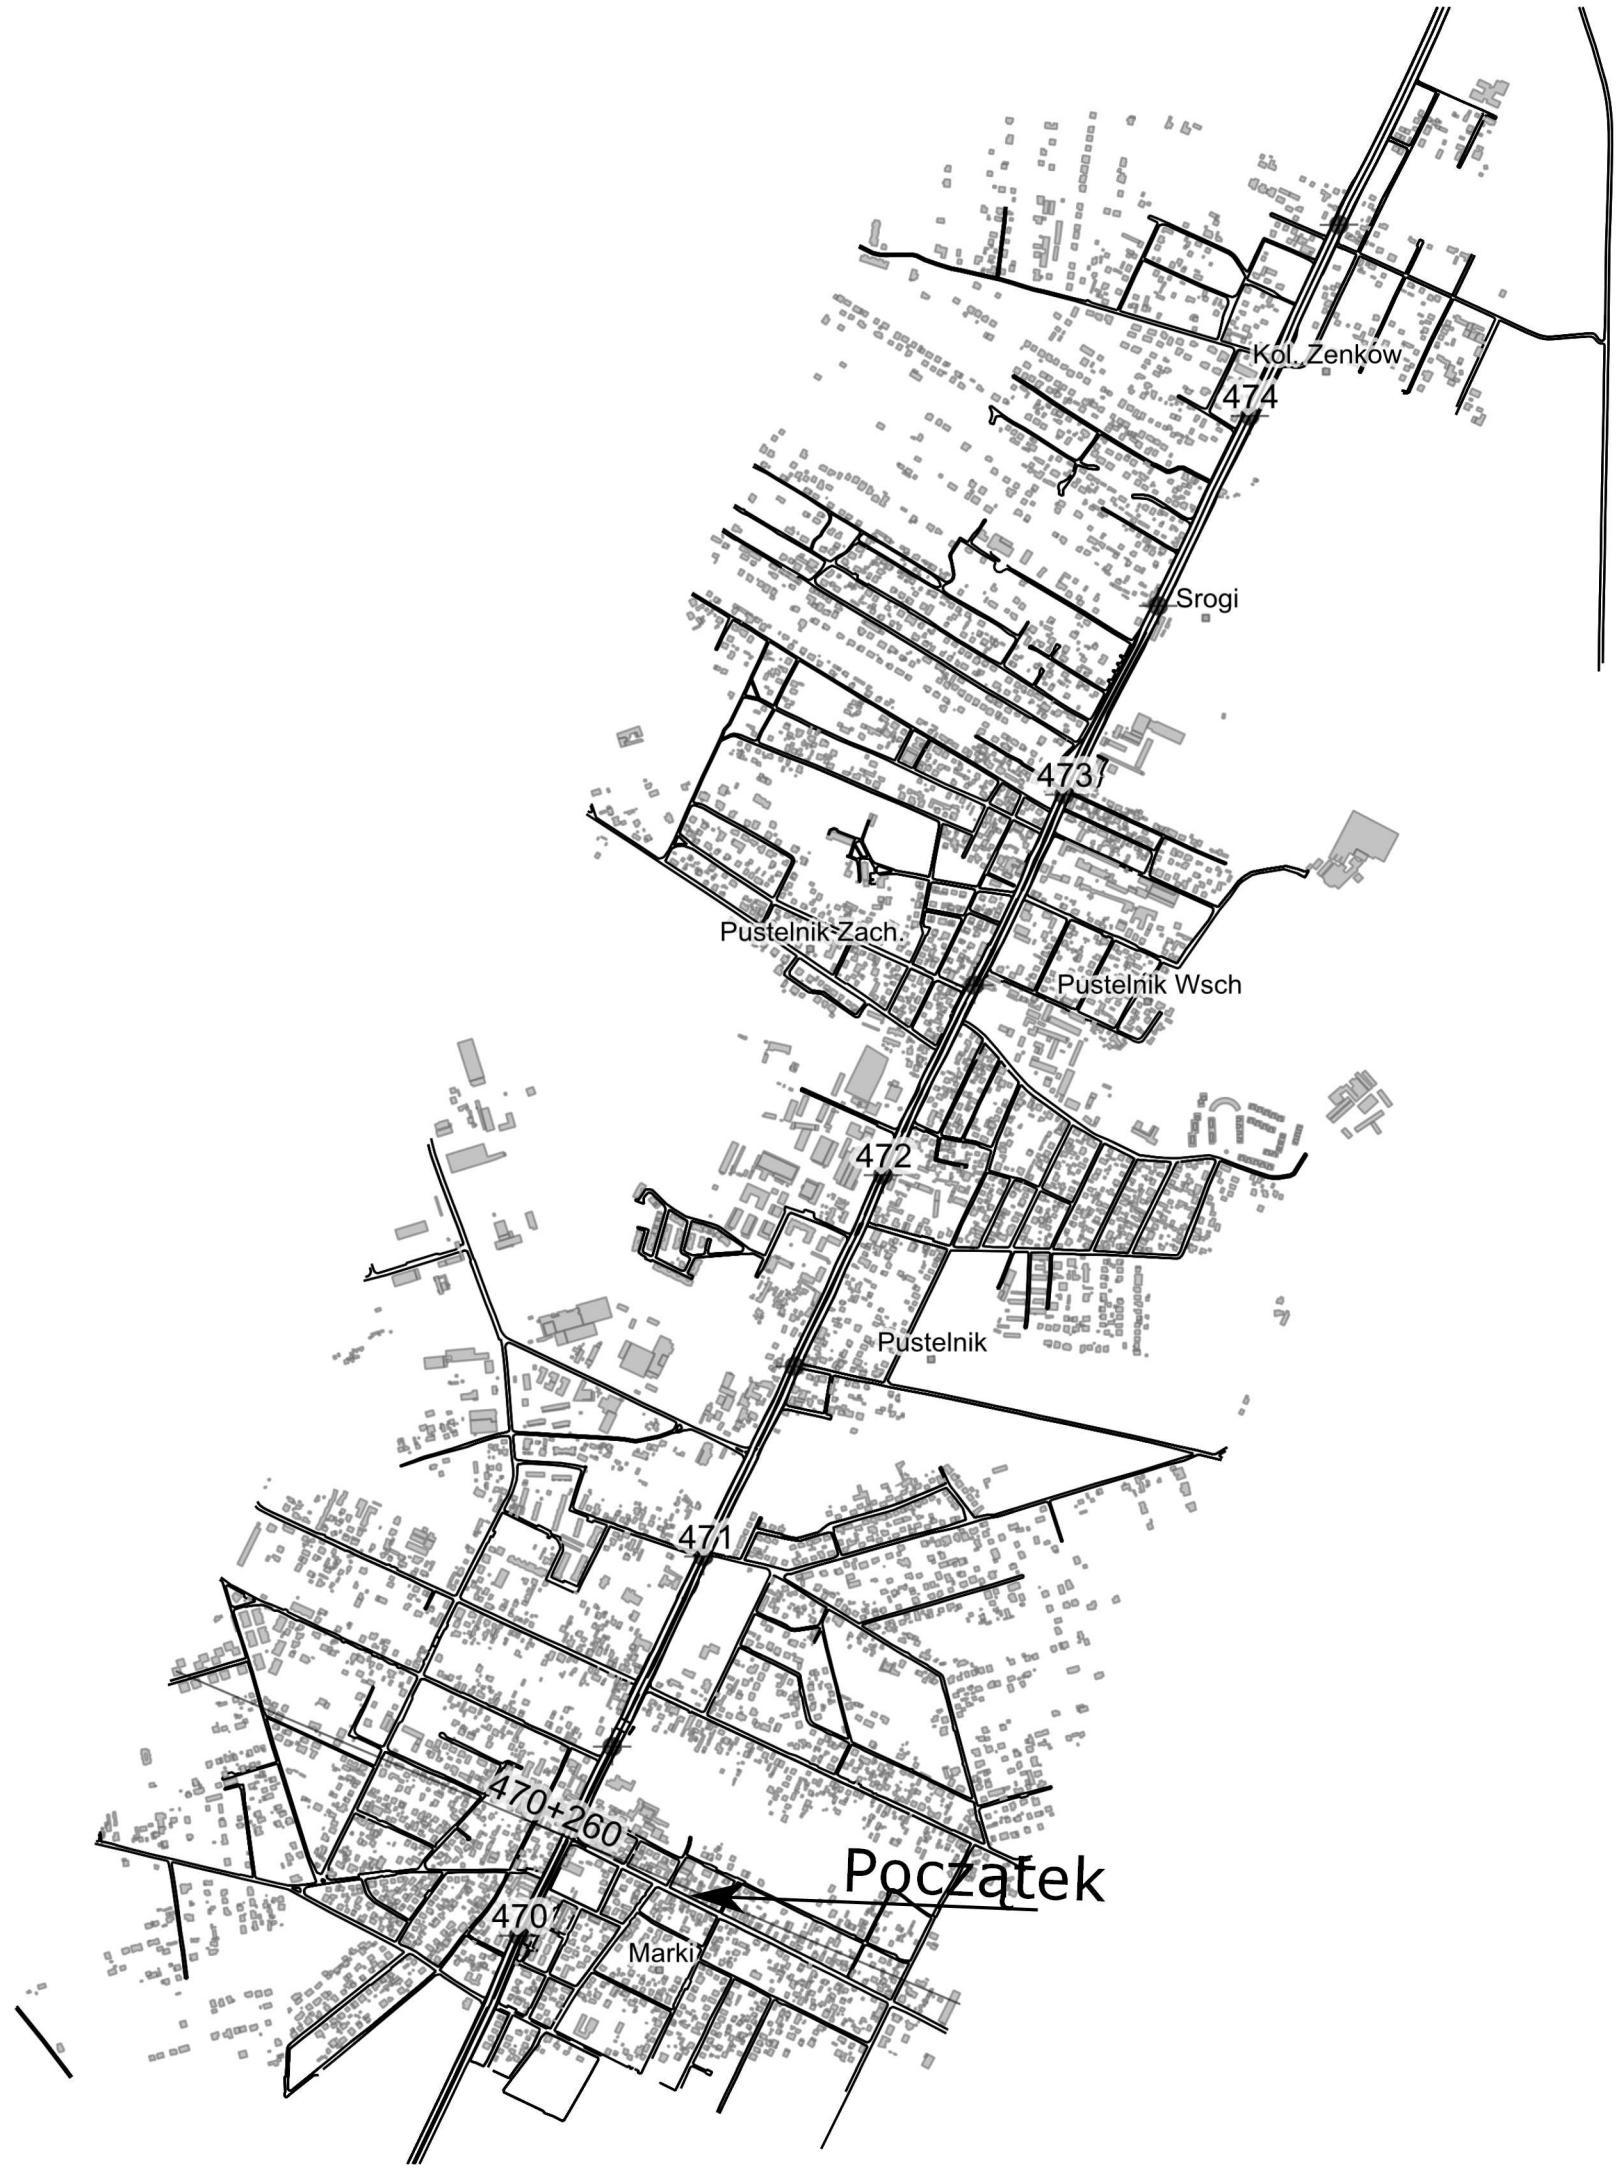 Kol. Zenków
474
Srogi
473
Pustelnik Zach.
Pustelnik Wsch
472
Pustelnik
471
470+260
Początek
470
Marki